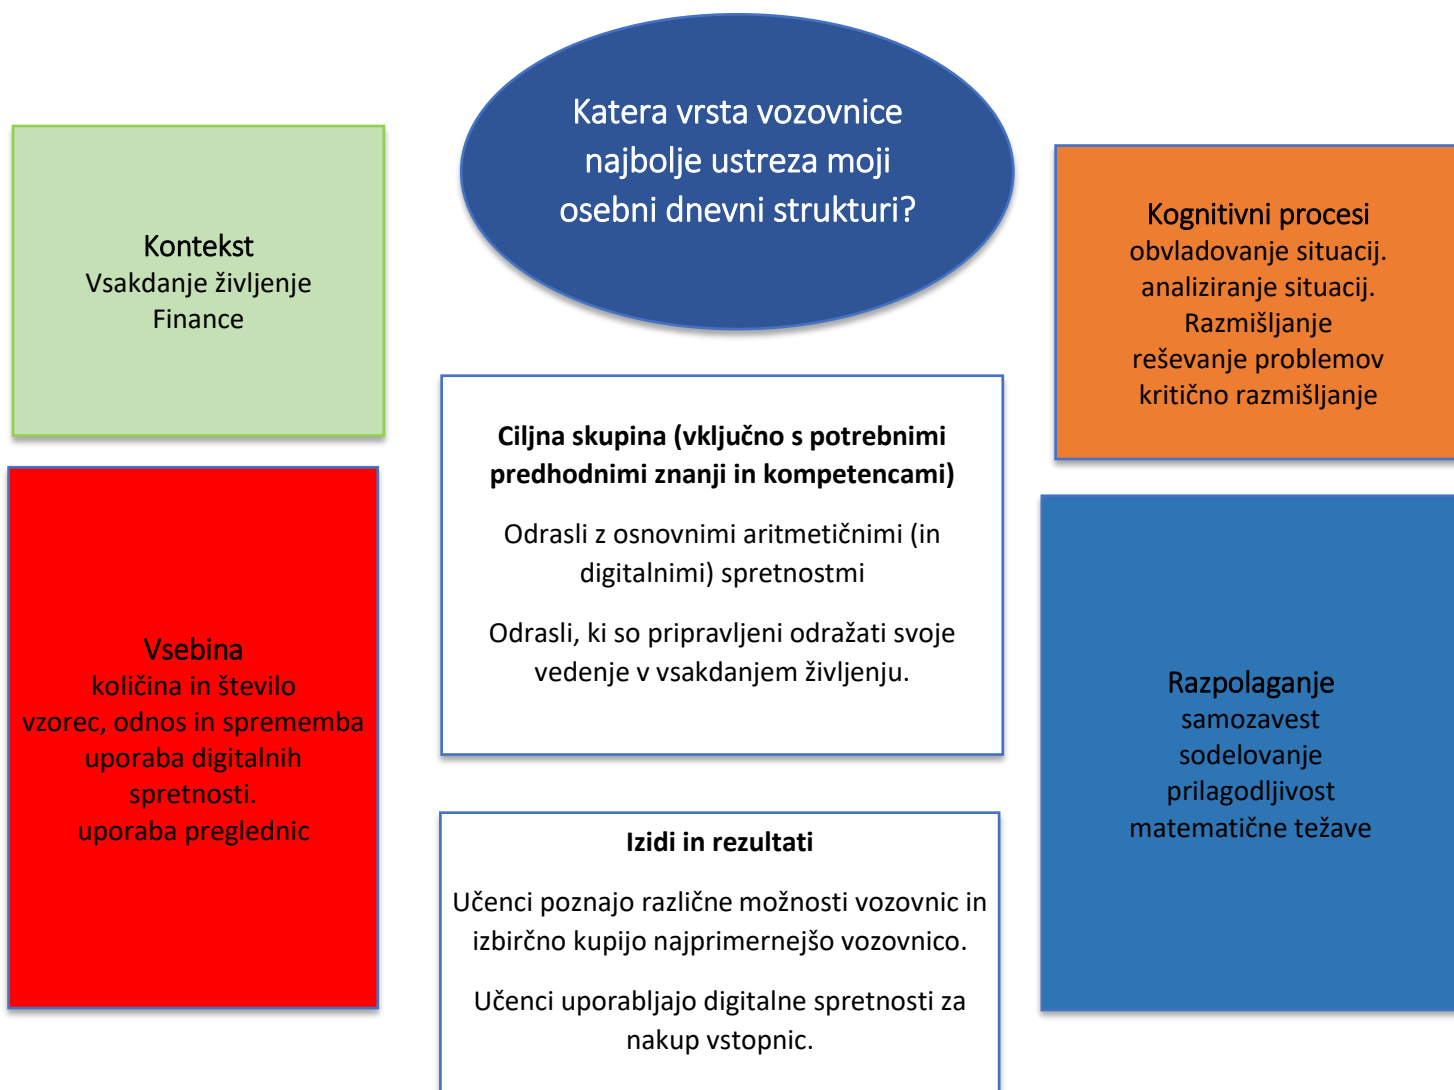 Katera vrsta vozovnice
najbolje ustreza moji
osebni dnevni strukturi?
Kontekst
Vsakdanje življenje
Finance
Kognitivni procesi
obvladovanje situacij.
analiziranje situacij.
Razmišljanje
reševanje problemov
kritično razmišljanje
Ciljna skupina (vključno s potrebnimi
predhodnimi znanji in kompetencami)
Odrasli z osnovnimi aritmetičnimi (in
digitalnimi) spretnostmi
Odrasli, ki so pripravljeni odražati svoje
vedenje v vsakdanjem življenju.
Vsebina
količina in število
vzorec, odnos in sprememba
uporaba digitalnih
spretnosti.
uporaba preglednic
Razpolaganje
samozavest
sodelovanje
prilagodljivost
matematične težave
Izidi in rezultati
Učenci poznajo različne možnosti vozovnic in
izbirčno kupijo najprimernejšo vozovnico.
Učenci uporabljajo digitalne spretnosti za
nakup vstopnic.